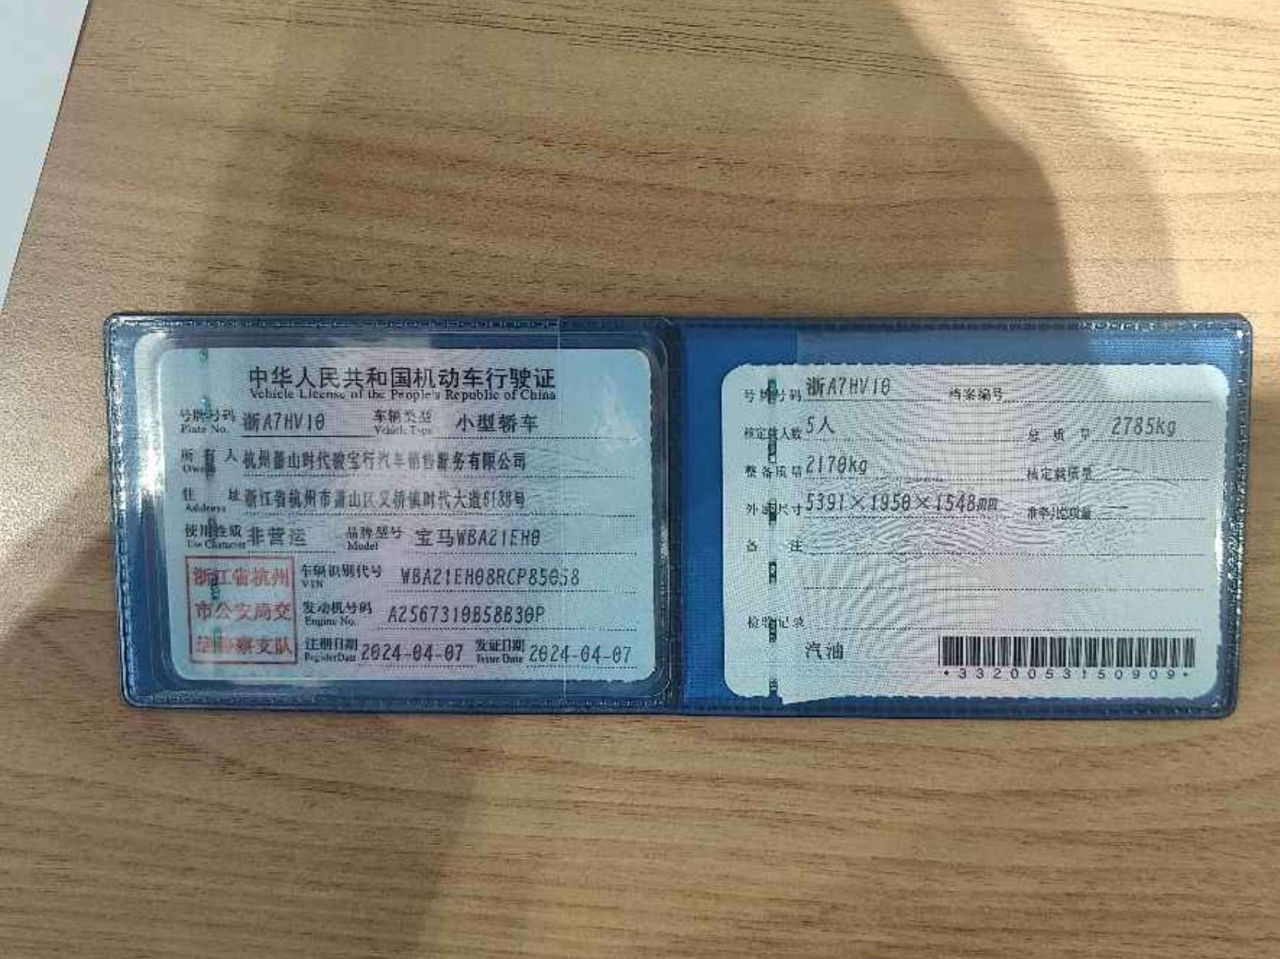 中华人民共和国机动车行驶证
Vehicle License of the People's Republic of China
号牌号码 浙A7HV10 车辆类型 小型轿车
Plate No. Vehicle Type
所有人 杭州萧山时代骏宝行汽车销售服务有限公司
Owner
住址 浙江省杭州市萧山区义桥镇时代大道6188号
Address
使用性质 非营运 品牌型号 宝马WBA21EH0
Use Character Model
浙江省杭州
市公安局交
通警察支队
车辆识别代号 WBA21EH08RCP85058
VIN
发动机号码 A2567310B58B30P
Engine No.
注册日期 2024-04-07 发证日期 2024-04-07
Register Date Issue Date
号牌号码 浙A7HV10 档案编号
核定载人数 5人 总质量 2785kg
整备质量 2170kg 核定载质量 —
外廓尺寸 5391×1950×1548mm 准牵引总质量 —
备注
检验记录
汽油
*3320053150909*